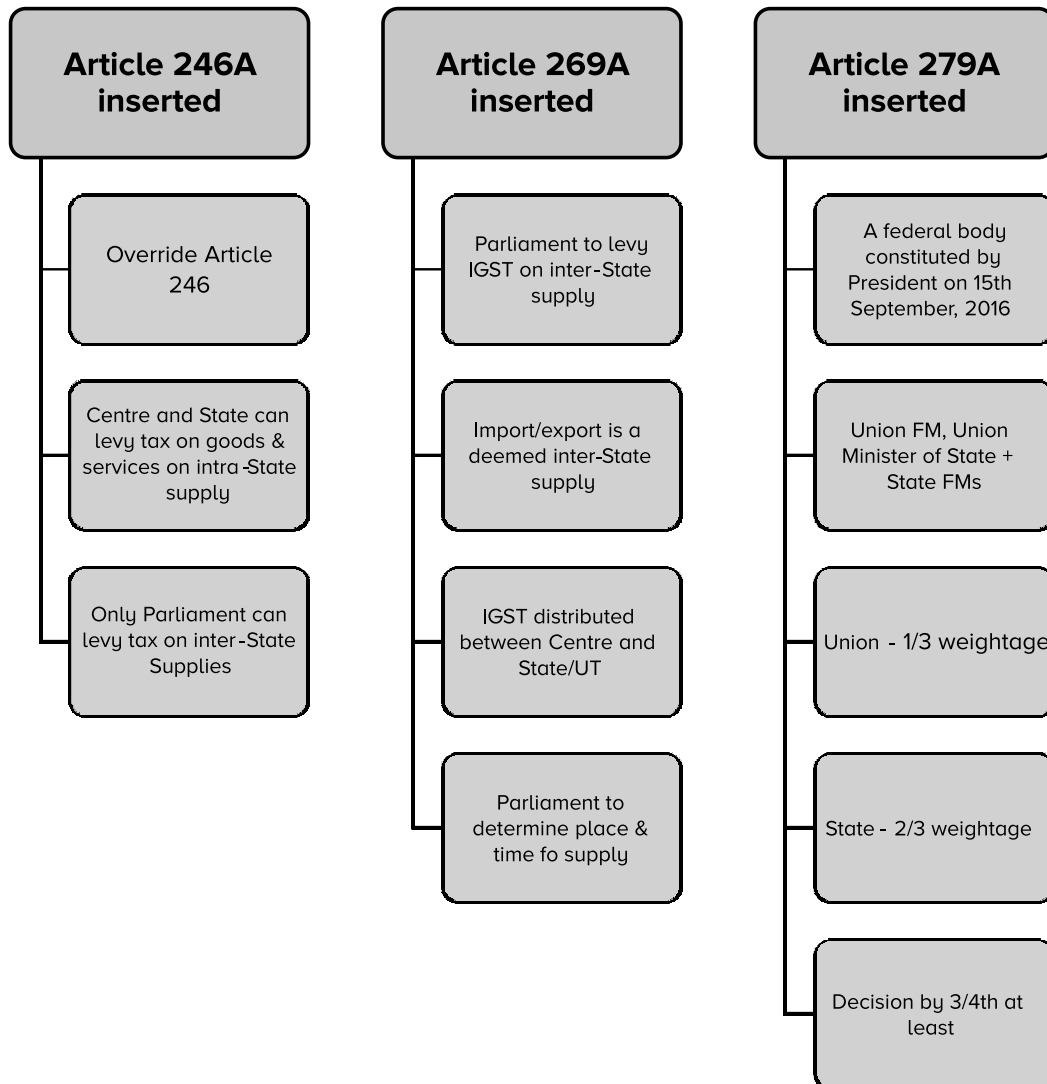 Article 246A
inserted
Override Article
246
Centre and State can
levy tax on goods &
services on intra-State
supply
Only Parliament can
levy tax on inter-State
Supplies
Article 269A
inserted
Parliament to levy
IGST on inter-State
supply
Import/export is a
deemed inter-State
supply
IGST distributed
between Centre and
State/UT
Parliament to
determine place &
time fo supply
Article 279A
inserted
A federal body
constituted by
President on 15th
September, 2016
Union FM, Union
Minister of State +
State FMs
Union - 1/3 weightage
State - 2/3 weightage
Decision by 3/4th at
least